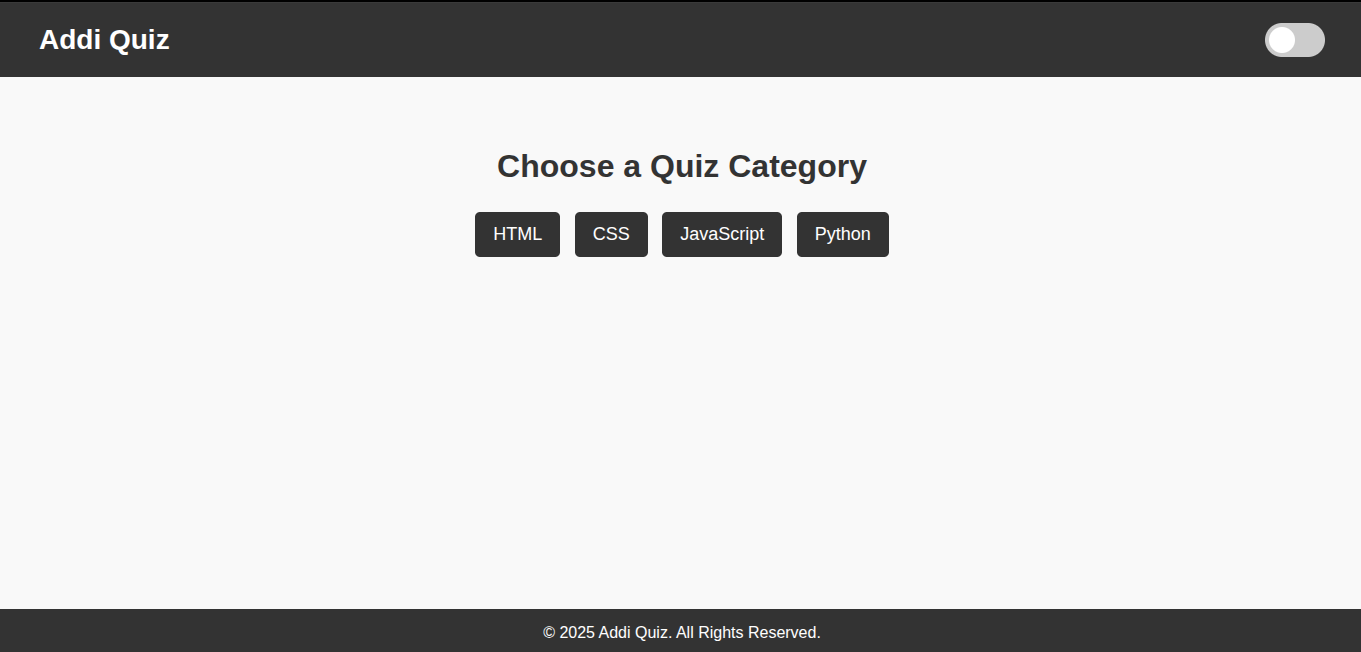 Addi Quiz
Choose a Quiz Category
HTML CSS JavaScript Python
© 2025 Addi Quiz. All Rights Reserved.